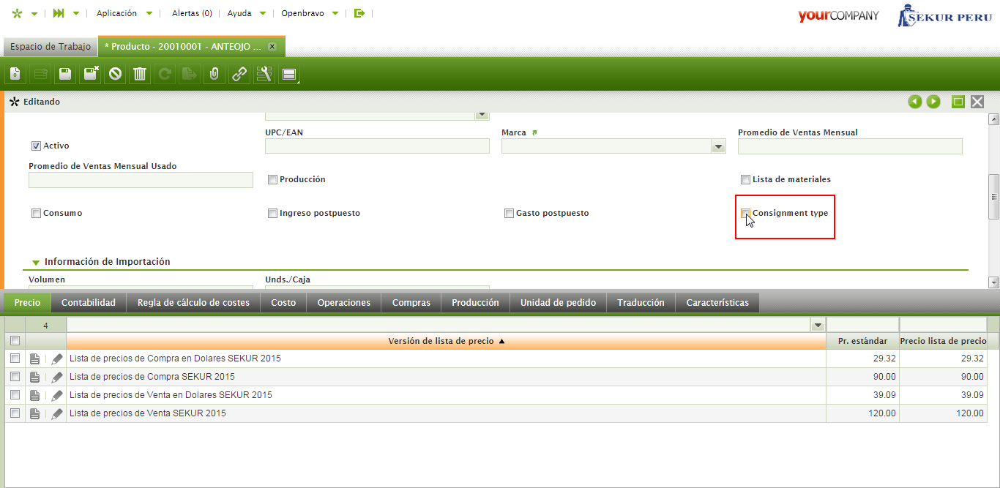 Aplicación
Alertas (0)
Ayuda
Openbravo
yourCOMPANY
SEKUR PERU
Espacio de Trabajo
* Producto - 20010001 - ANTEOJO ...
Editando
UPC/EAN
Marca
Promedio de Ventas Mensual
Activo
Promedio de Ventas Mensual Usado
Producción
Lista de materiales
Consumo
Ingreso postpuesto
Gasto postpuesto
Consignment type
Información de Importación
Volumen
Unds./Caja
Precio
Contabilidad
Regla de cálculo de costes
Costo
Operaciones
Compras
Producción
Unidad de pedido
Traducción
Características
4
Versión de lista de precio
Pr. estándar
Precio lista de precio
Lista de precios de Compra en Dolares SEKUR 2015 29.32 29.32
Lista de precios de Compra SEKUR 2015 90.00 90.00
Lista de precios de Venta en Dolares SEKUR 2015 39.09 39.09
Lista de precios de Venta SEKUR 2015 120.00 120.00